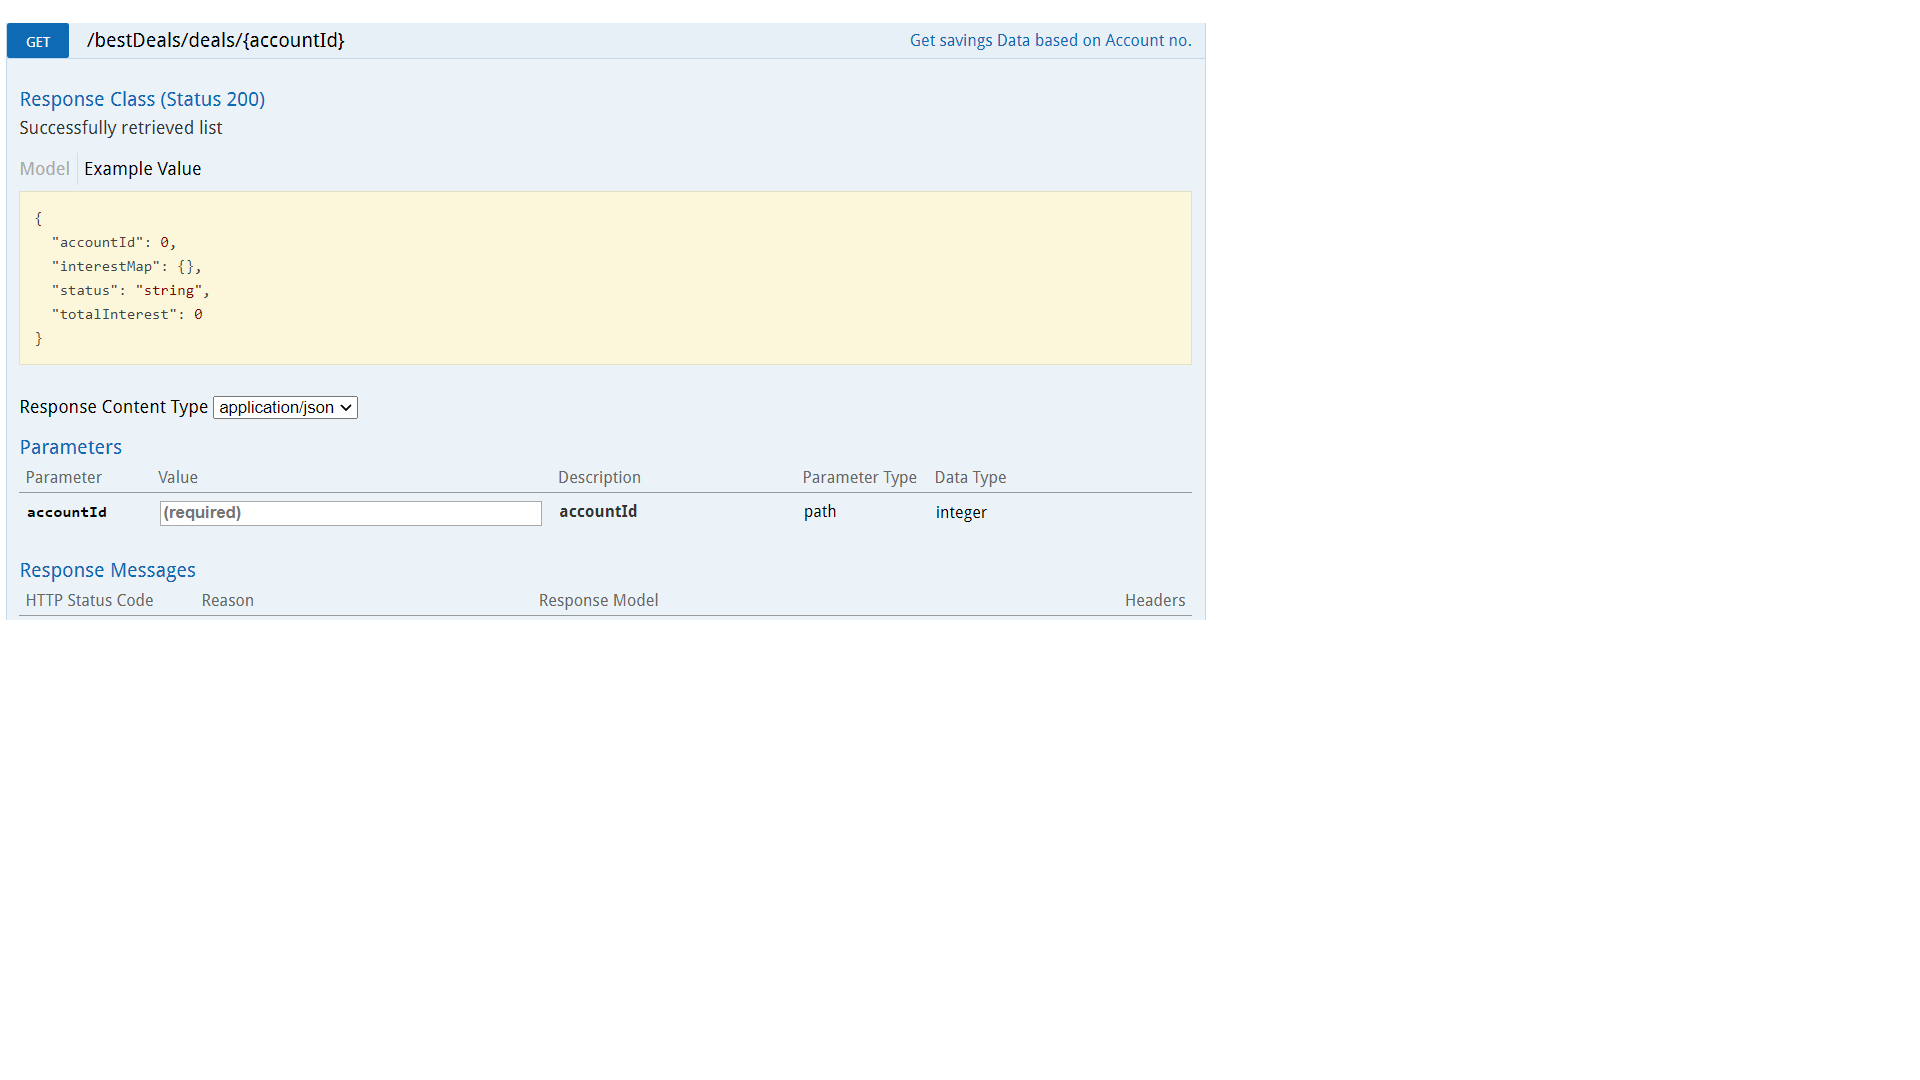 GET /bestDeals/deals/{accountId} Get savings Data based on Account no.
Response Class (Status 200)
Successfully retrieved list
Model Example Value
{
  "accountId": 0,
  "interestMap": {},
  "status": "string",
  "totalInterest": 0
}
Response Content Type application/json
Parameters
Parameter Value Description Parameter Type Data Type
accountId (required) accountId path integer
Response Messages
HTTP Status Code Reason Response Model Headers